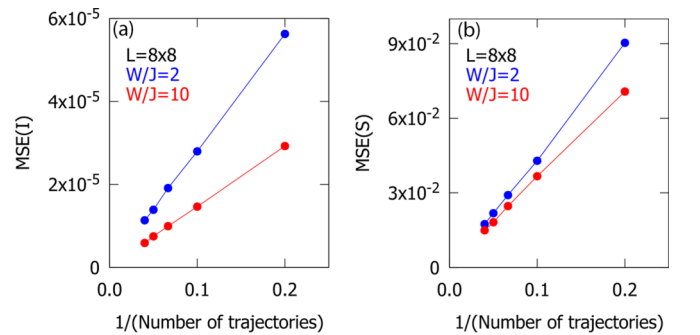 (a)
L=8x8
W/J=2
W/J=10
MSE(I)
6x10⁻⁵
4x10⁻⁵
2x10⁻⁵
0
0.0 0.1 0.2
1/(Number of trajectories)
(b)
L=8x8
W/J=2
W/J=10
MSE(S)
9x10⁻²
6x10⁻²
3x10⁻²
0
0.0 0.1 0.2
1/(Number of trajectories)